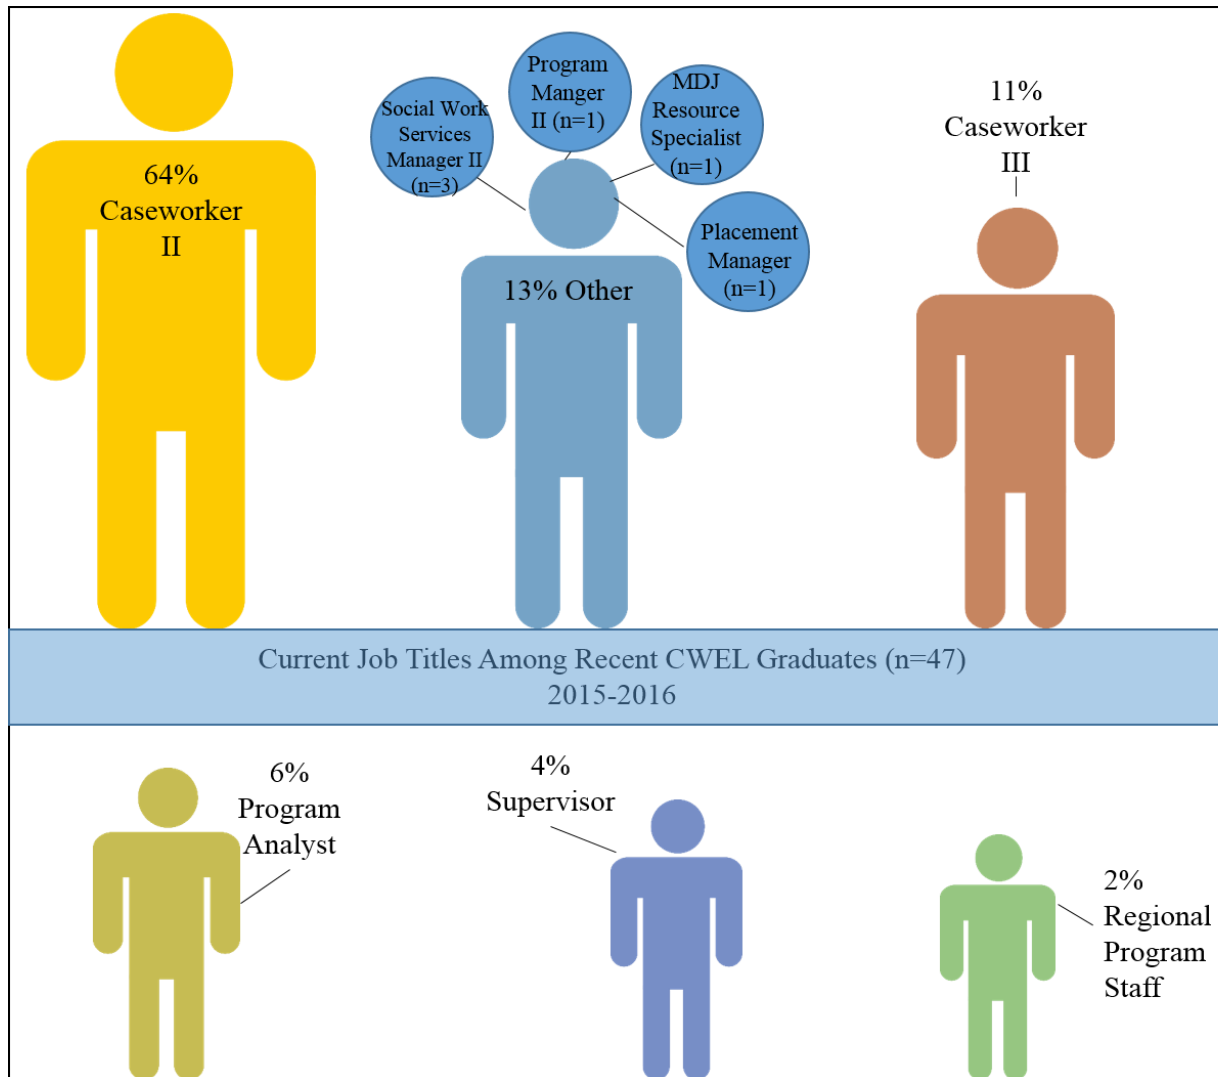 64%
Caseworker
II
Social Work
Services
Manager II
(n=3)
Program
Manger
II (n=1)
MDJ
Resource
Specialist
(n=1)
Placement
Manager
(n=1)
13% Other
11%
Caseworker
III
Current Job Titles Among Recent CWEL Graduates (n=47)
2015-2016
6%
Program
Analyst
4%
Supervisor
2%
Regional
Program
Staff